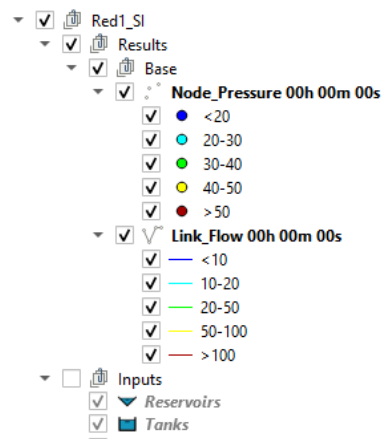 Red1_SI
Results
Base
Node_Pressure 00h 00m 00s
<20
20-30
30-40
40-50
>50
Link_Flow 00h 00m 00s
<10
10-20
20-50
50-100
>100
Inputs
Reservoirs
Tanks